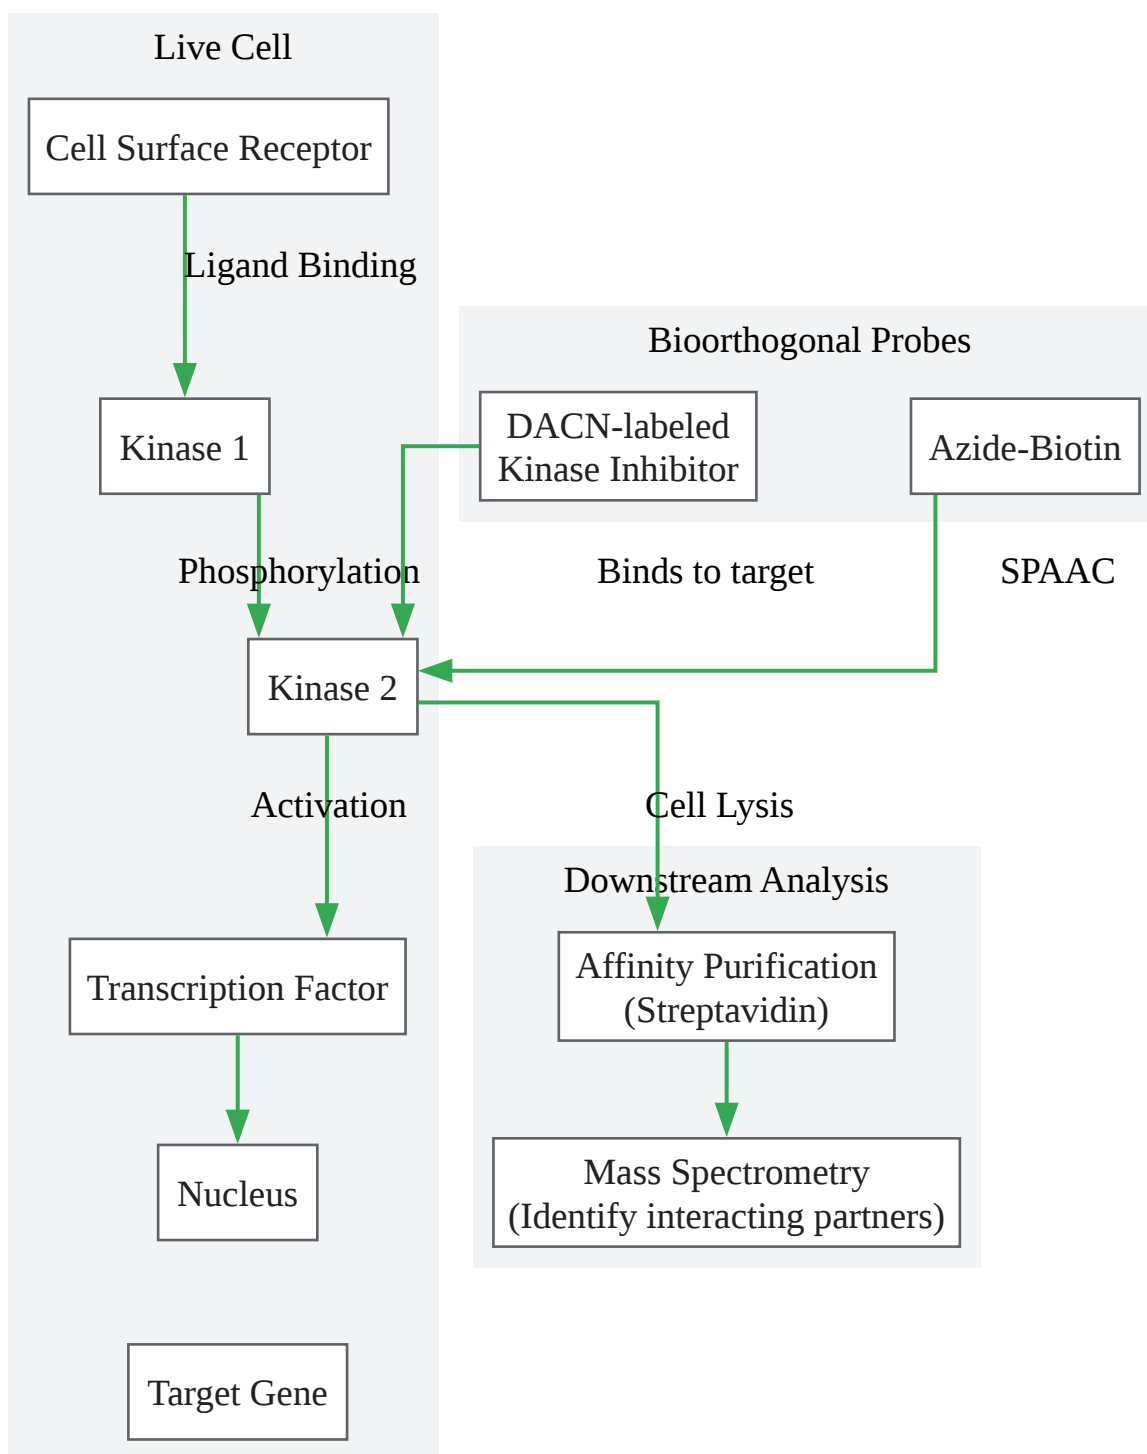 Live Cell
Cell Surface Receptor
Ligand Binding
Bioorthogonal Probes
Kinase 1
DACN-labeled
Kinase Inhibitor
Azide-Biotin
Phosphorylation
Binds to target
SPAAC
Kinase 2
Activation
Cell Lysis
Downstream Analysis
Transcription Factor
Affinity Purification
(Streptavidin)
Nucleus
Mass Spectrometry
(Identify interacting partners)
Target Gene